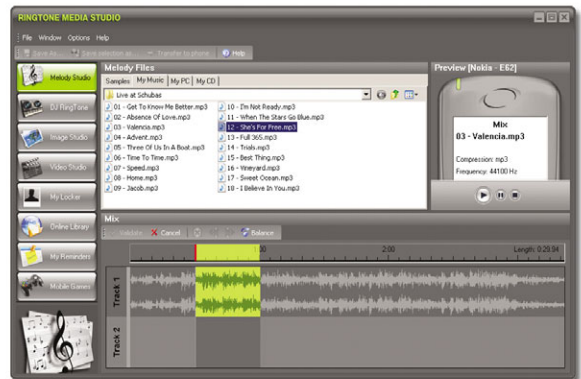 RINGTONE MEDIA STUDIO
File Window Options Help
Save As... Save selection as... Transfer to phone Help
Melody Studio
DJ RingTone
Image Studio
Video Studio
My Locker
Online Library
My Reminders
Mobile Games
Melody Files
Samples My Music My PC My CD
Live at Schubas
01 - Get To Know Me Better.mp3
02 - Absence Of Love.mp3
03 - Valencia.mp3
04 - Advent.mp3
05 - Three Of Us In A Boat.mp3
06 - Time To Time.mp3
07 - Speed.mp3
08 - Home.mp3
09 - Jacob.mp3
10 - I'm Not Ready.mp3
11 - When The Stars Go Blue.mp3
12 - She's For Free.mp3
13 - Full 365.mp3
14 - Trials.mp3
15 - Best Thing.mp3
16 - Vineyard.mp3
17 - Sweet Ocean.mp3
18 - I Believe In You.mp3
Preview [Nokia - E62]
Mix
03 - Valencia.mp3
Compression: mp3
Frequency: 44100 Hz
Mix
Validate Cancel Balance
2:00 Length: 0:29.94
Track 1
Track 2